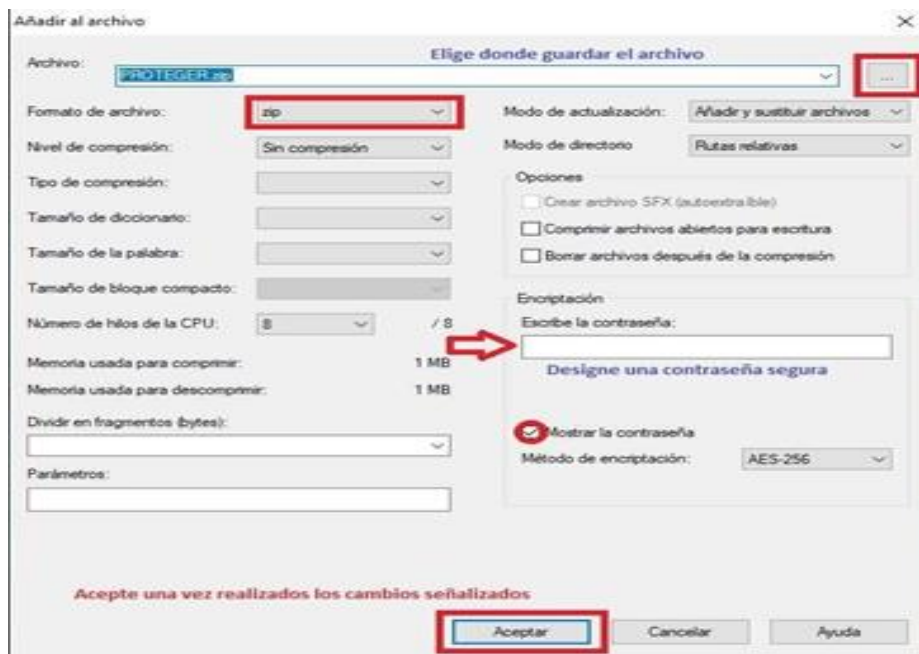 Añadir al archivo
Elige donde guardar el archivo
Archivo:
PROTEGER.zip
...
Formato de archivo:
zip
Modo de actualización:
Añadir y sustituir archivos
Nivel de compresión:
Sin compresión
Modo de directorio
Rutas relativas
Tipo de compresión:
Opciones
Crear archivo SFX (autoextraíble)
Tamaño de diccionario:
Comprimir archivos abiertos para escritura
Tamaño de la palabra:
Borrar archivos después de la compresión
Tamaño de bloque compacto:
Encriptación
Número de hilos de la CPU:
8
/ 8
Escribe la contraseña:
Memoria usada para comprimir:
1 MB
Designe una contraseña segura
Memoria usada para descomprimir:
1 MB
Dividir en fragmentos (bytes):
Mostrar la contraseña
Método de encriptación:
AES-256
Parámetros:
Acepte una vez realizados los cambios señalizados
Aceptar
Cancelar
Ayuda